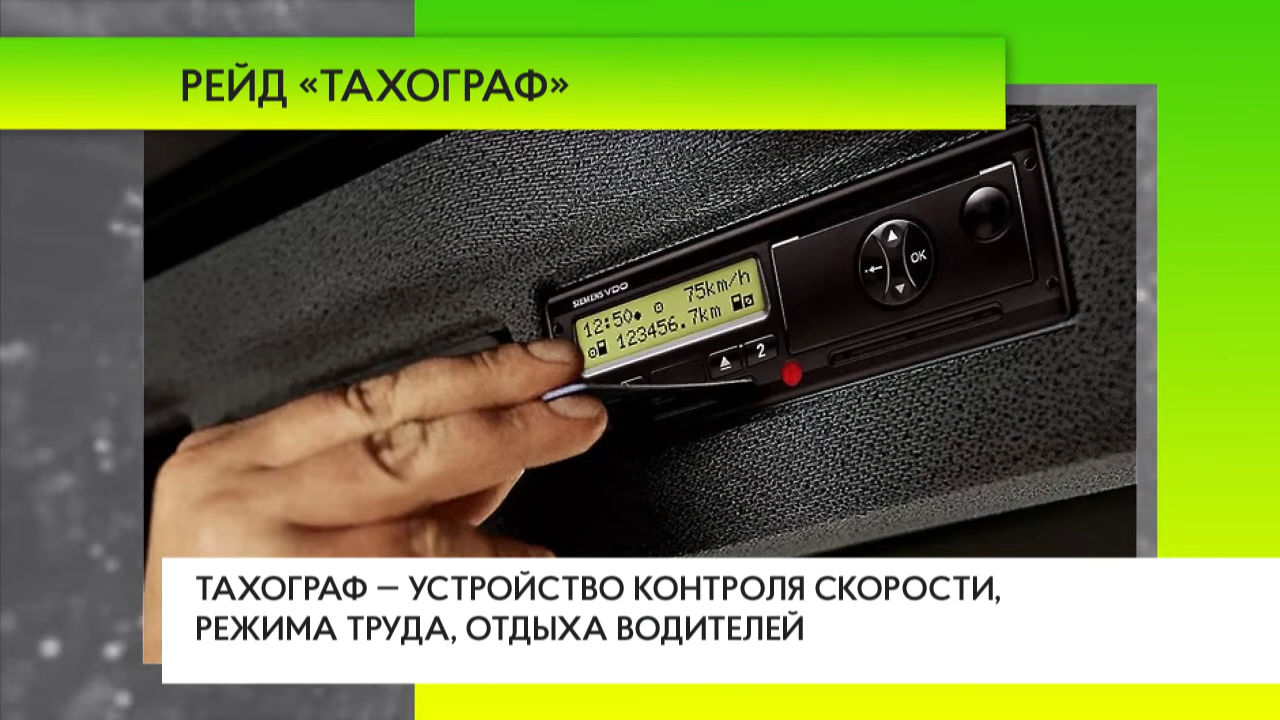 РЕЙД «ТАХОГРАФ»
SIEMENS VDO
12:50 75km/h
123456.7km
OK
2
ТАХОГРАФ – УСТРОЙСТВО КОНТРОЛЯ СКОРОСТИ,
РЕЖИМА ТРУДА, ОТДЫХА ВОДИТЕЛЕЙ